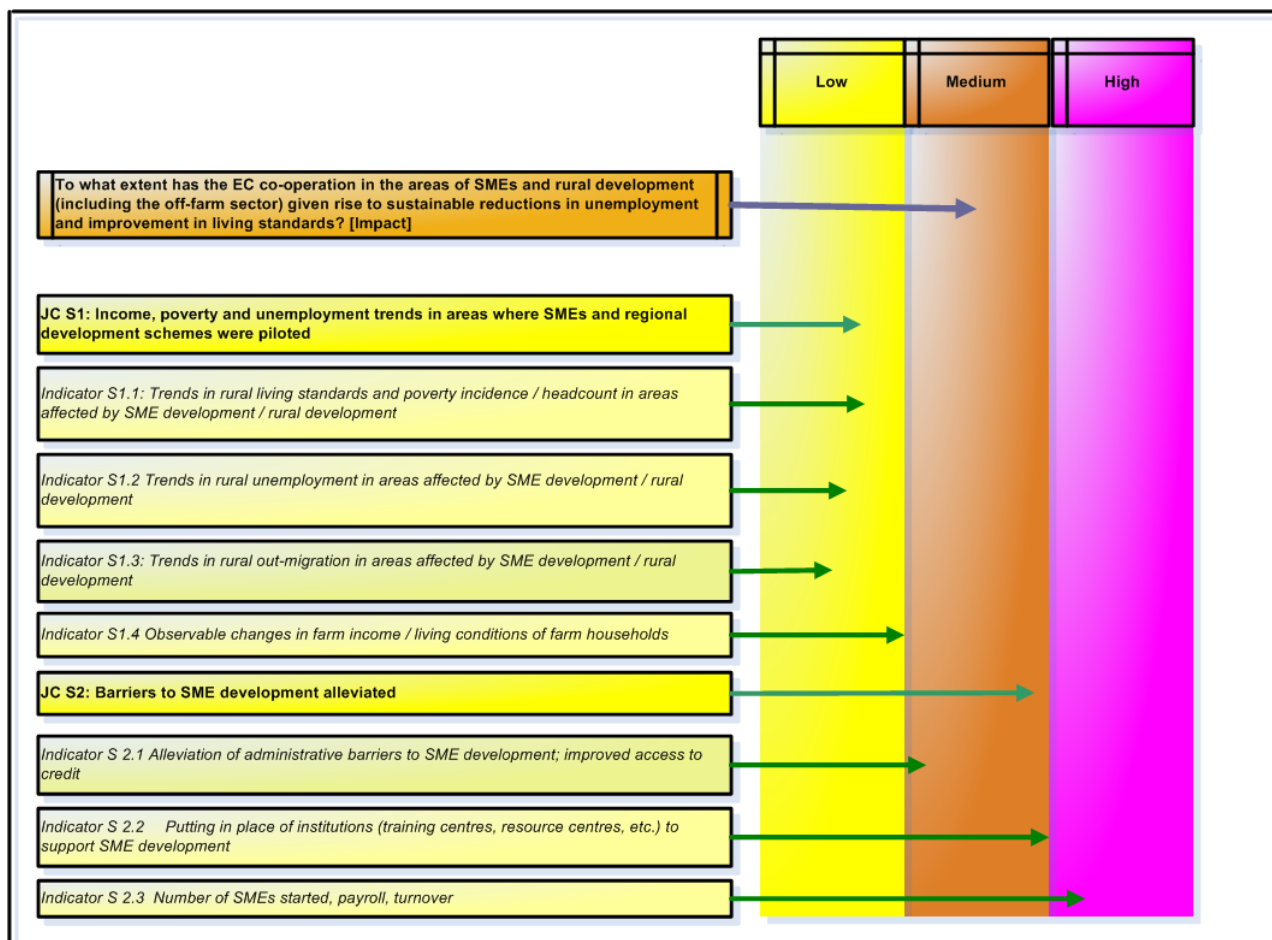 Low
Medium
High
To what extent has the EC co-operation in the areas of SMEs and rural development
(including the off-farm sector) given rise to sustainable reductions in unemployment
and improvement in living standards? [Impact]
JC S1: Income, poverty and unemployment trends in areas where SMEs and regional
development schemes were piloted
Indicator S1.1: Trends in rural living standards and poverty incidence / headcount in areas
affected by SME development / rural development
Indicator S1.2 Trends in rural unemployment in areas affected by SME development / rural
development
Indicator S1.3: Trends in rural out-migration in areas affected by SME development / rural
development
Indicator S1.4 Observable changes in farm income / living conditions of farm households
JC S2: Barriers to SME development alleviated
Indicator S 2.1 Alleviation of administrative barriers to SME development; improved access to
credit
Indicator S 2.2 Putting in place of institutions (training centres, resource centres, etc.) to
support SME development
Indicator S 2.3 Number of SMEs started, payroll, turnover